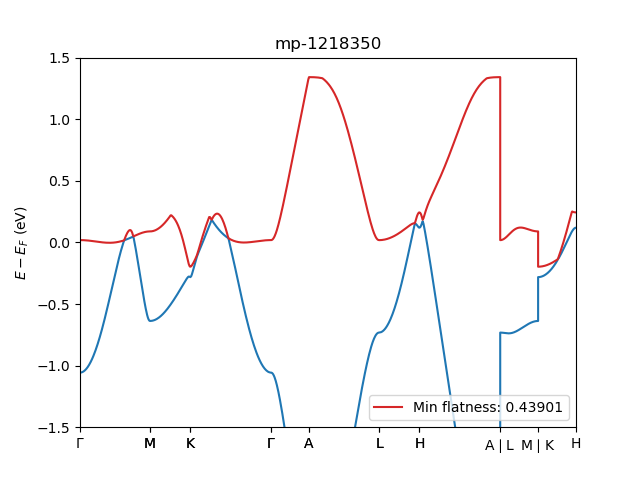 mp-1218350
E − E_F (eV)
1.5
1.0
0.5
0.0
−0.5
−1.0
−1.5
Min flatness: 0.43901
Γ M K Γ A L H A | L M | K H